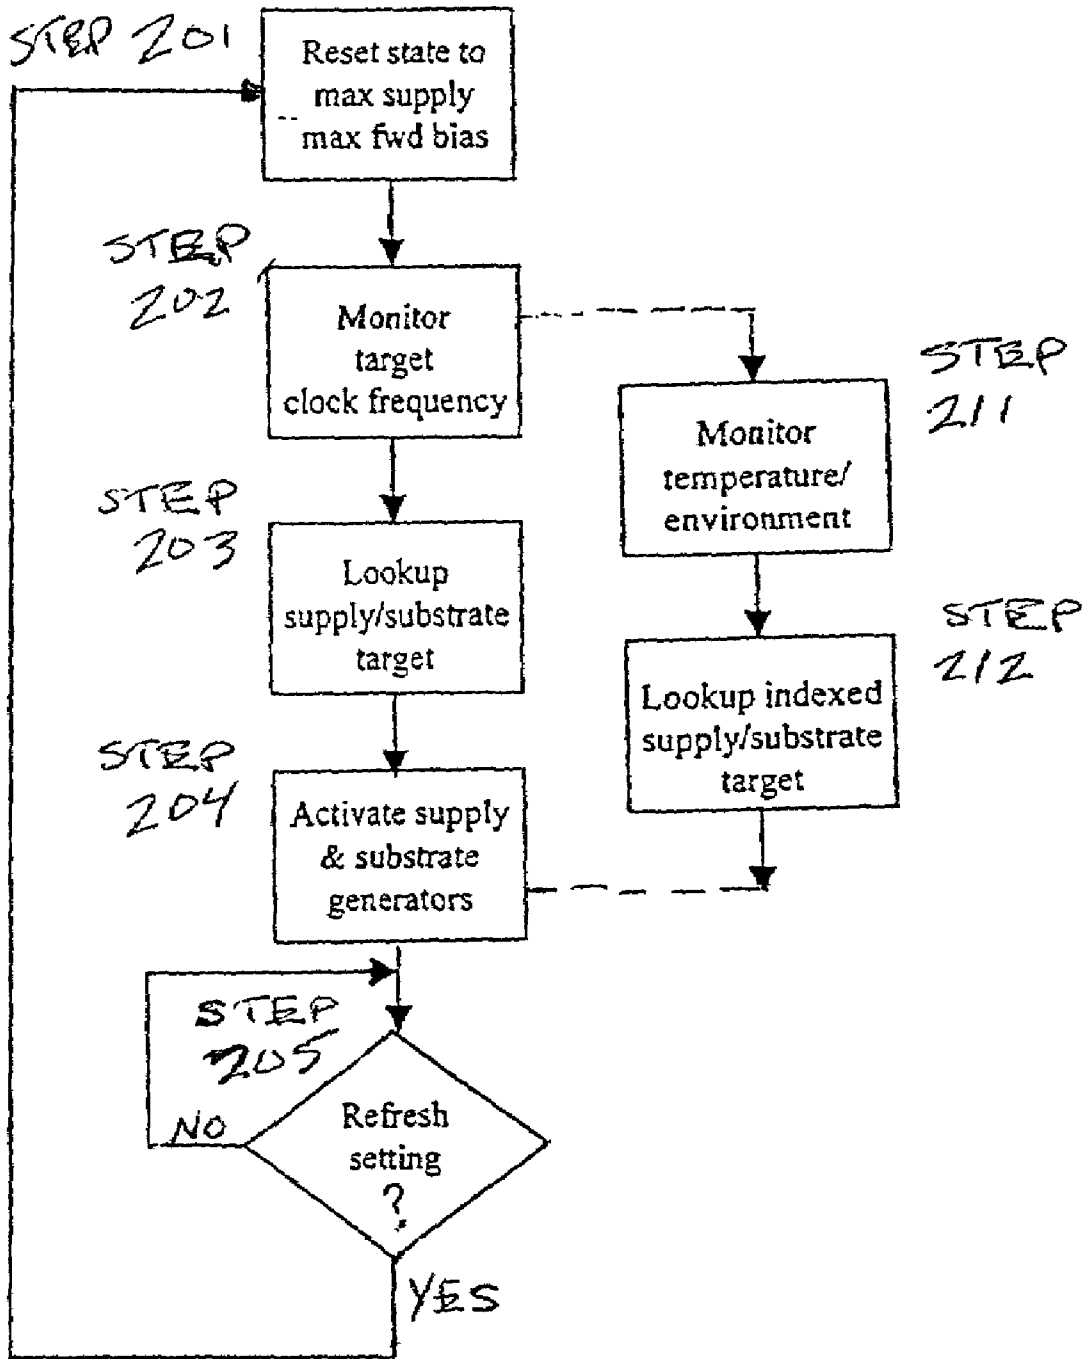 STEP 201
Reset state to
max supply
max fwd bias
STEP
202
Monitor
target
clock frequency
STEP
211
Monitor
temperature/
environment
STEP
203
Lookup
supply/substrate
target
STEP
212
Lookup indexed
supply/substrate
target
STEP
204
Activate supply
& substrate
generators
STEP
205
NO
Refresh
setting
?
YES